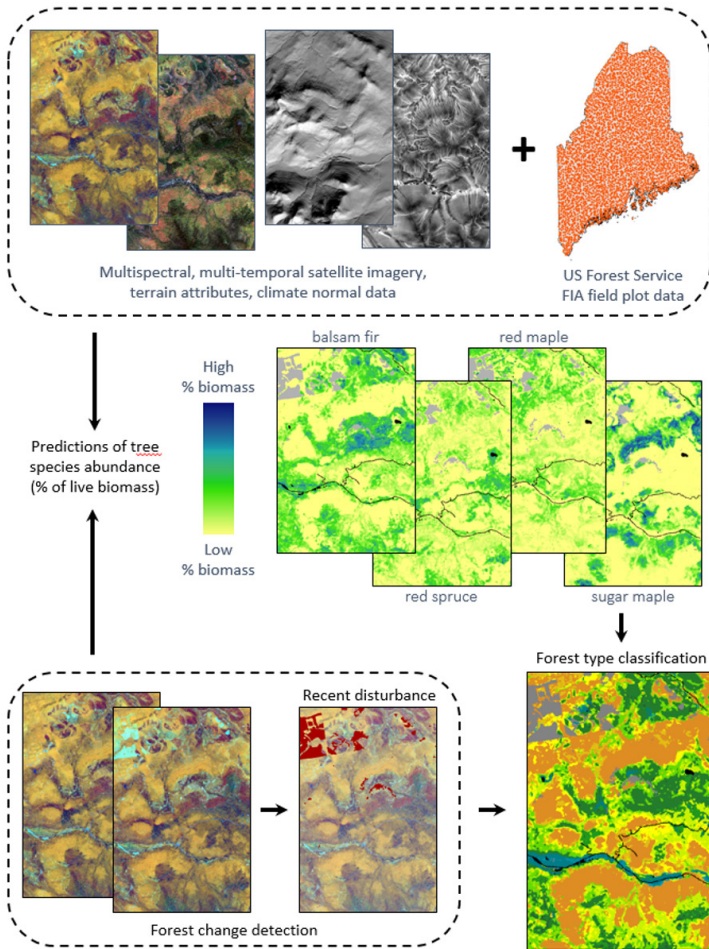 Multispectral, multi-temporal satellite imagery,
terrain attributes, climate normal data
US Forest Service
FIA field plot data
balsam fir
red maple
High
% biomass
Predictions of tree
species abundance
(% of live biomass)
Low
% biomass
red spruce
sugar maple
Forest type classification
Recent disturbance
Forest change detection